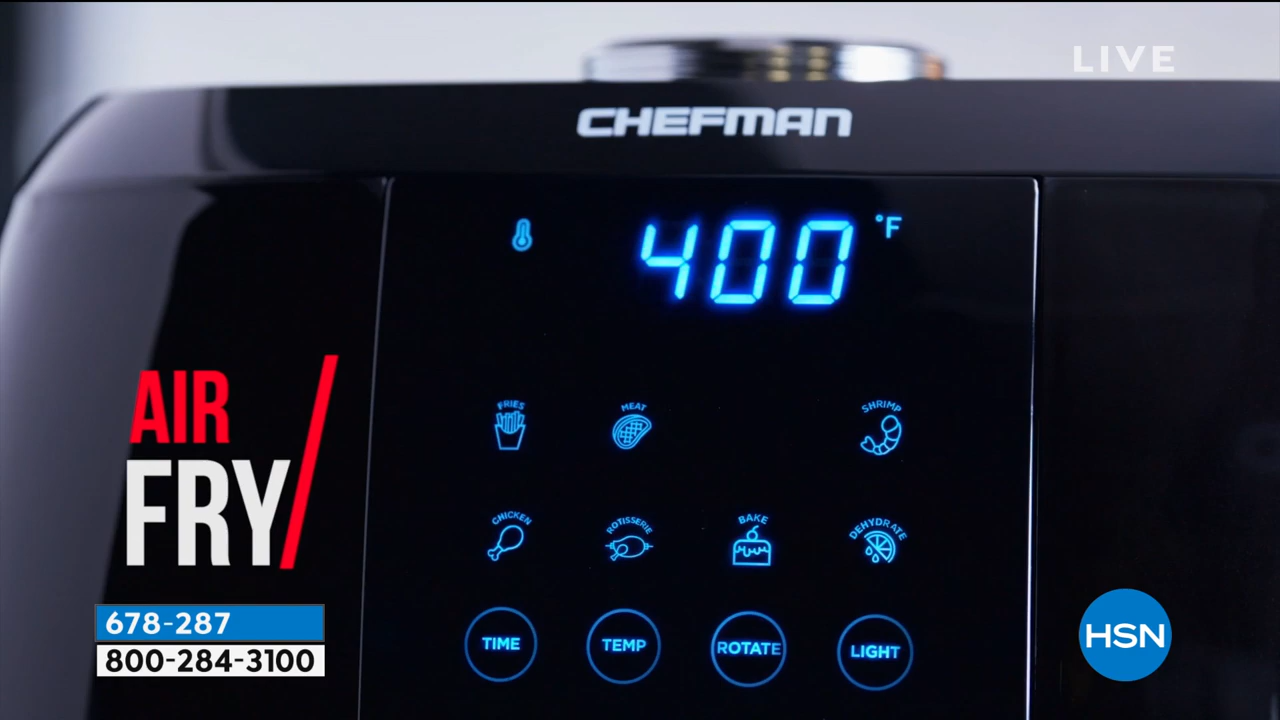 LIVE
CHEFMAN
400 °F
AIR
FRY
FRIES
MEAT
SHRIMP
CHICKEN
ROTISSERIE
BAKE
DEHYDRATE
TIME
TEMP
ROTATE
LIGHT
678-287
800-284-3100
HSN